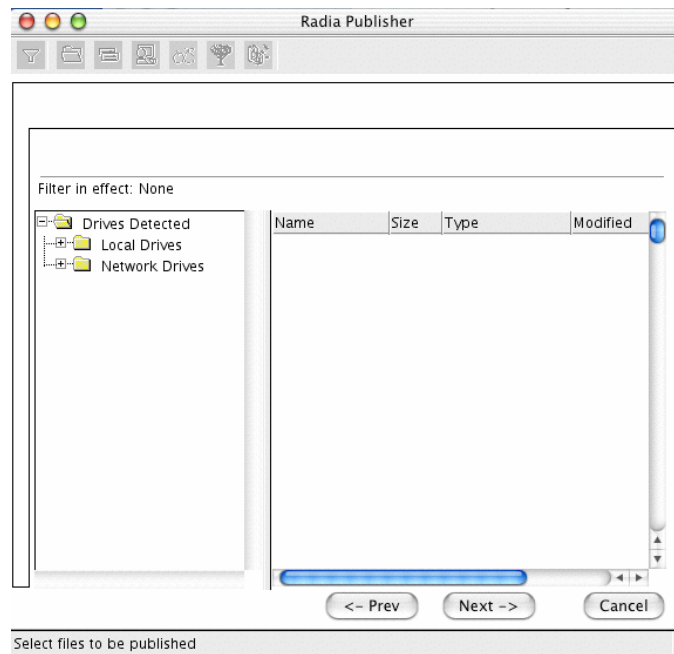 Radia Publisher
Filter in effect: None
Drives Detected
Local Drives
Network Drives
Name Size Type Modified
<- Prev Next -> Cancel
Select files to be published